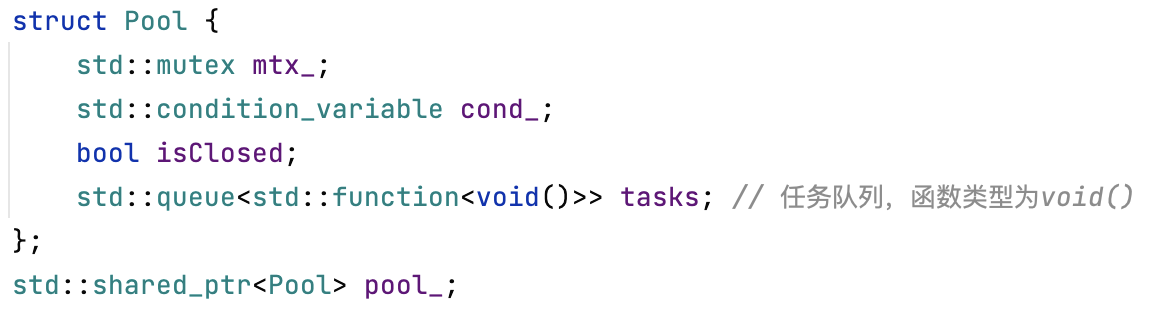 struct Pool {
    std::mutex mtx_;
    std::condition_variable cond_;
    bool isClosed;
    std::queue<std::function<void()>> tasks; // 任务队列，函数类型为void()
};
std::shared_ptr<Pool> pool_;